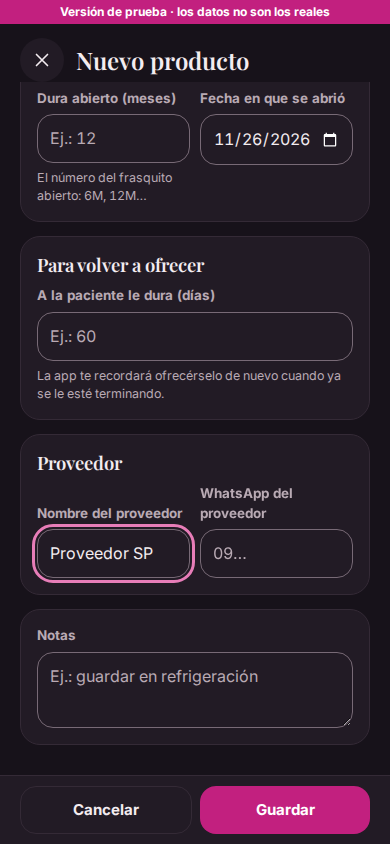 Versión de prueba · los datos no son los reales
Nuevo producto
Dura abierto (meses)
Fecha en que se abrió
Ej.: 12
11/26/2026
El número del frasquito
abierto: 6M, 12M...
Para volver a ofrecer
A la paciente le dura (días)
Ej.: 60
La app te recordará ofrecérselo de nuevo cuando ya
se le esté terminando.
Proveedor
Nombre del proveedor
WhatsApp del
proveedor
Proveedor SP
09...
Notas
Ej.: guardar en refrigeración
Cancelar
Guardar